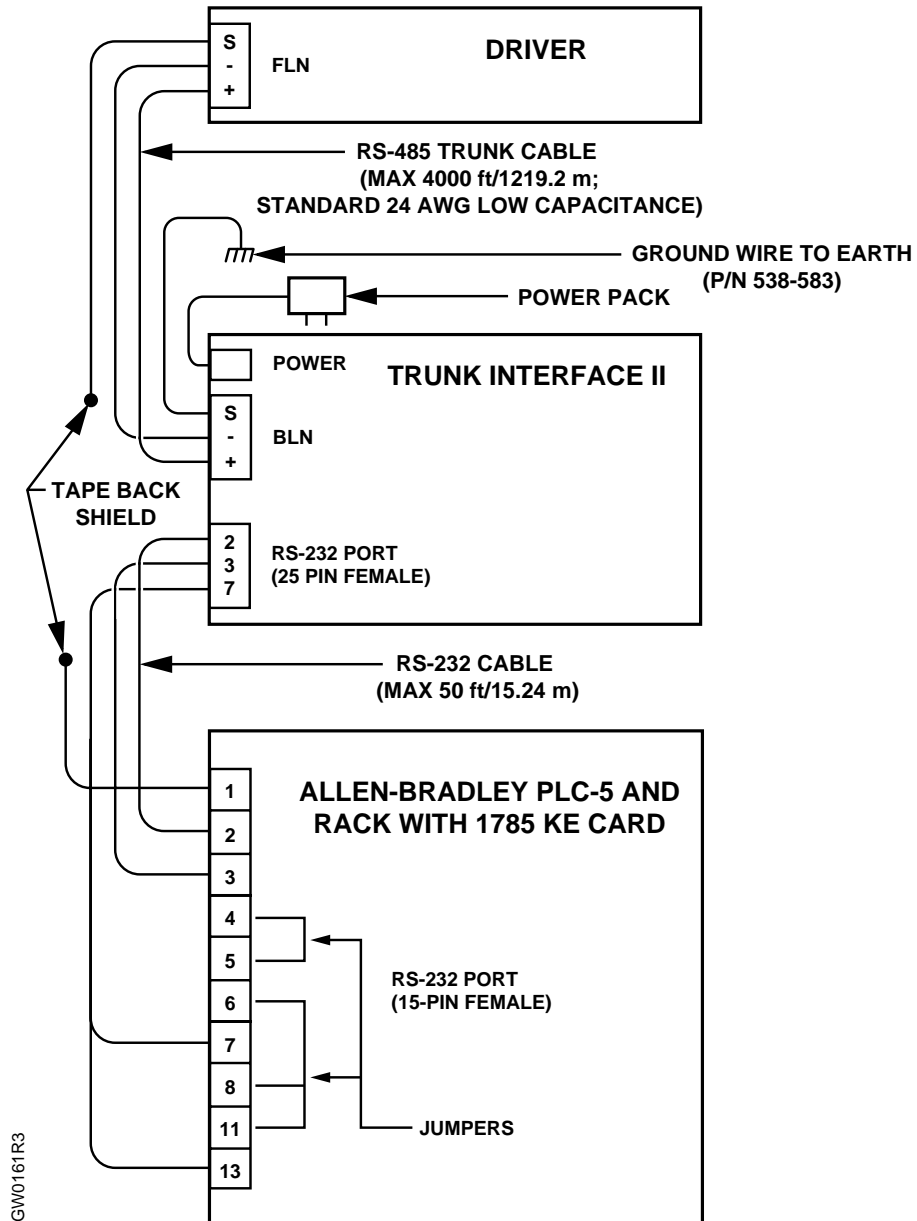 DRIVER
S
-
+
FLN
RS-485 TRUNK CABLE
(MAX 4000 ft/1219.2 m;
STANDARD 24 AWG LOW CAPACITANCE)
GROUND WIRE TO EARTH
(P/N 538-583)
POWER PACK
POWER
TRUNK INTERFACE II
S
-
+
BLN
TAPE BACK
SHIELD
2
3
7
RS-232 PORT
(25 PIN FEMALE)
RS-232 CABLE
(MAX 50 ft/15.24 m)
ALLEN-BRADLEY PLC-5 AND
RACK WITH 1785 KE CARD
1
2
3
4
5
6
7
8
11
13
RS-232 PORT
(15-PIN FEMALE)
JUMPERS
GW0161R3